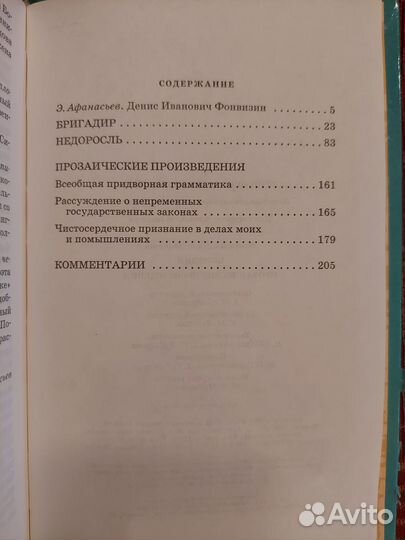 СОДЕРЖАНИЕ
Э. Афанасьев. Денис Иванович Фонвизин 5
БРИГАДИР 23
НЕДОРОСЛЬ 83
ПРОЗАИЧЕСКИЕ ПРОИЗВЕДЕНИЯ
Всеобщая придворная грамматика 161
Рассуждение о непременных
государственных законах 165
Чистосердечное признание в делах моих
и помышлениях 179
КОММЕНТАРИИ 205
Avito